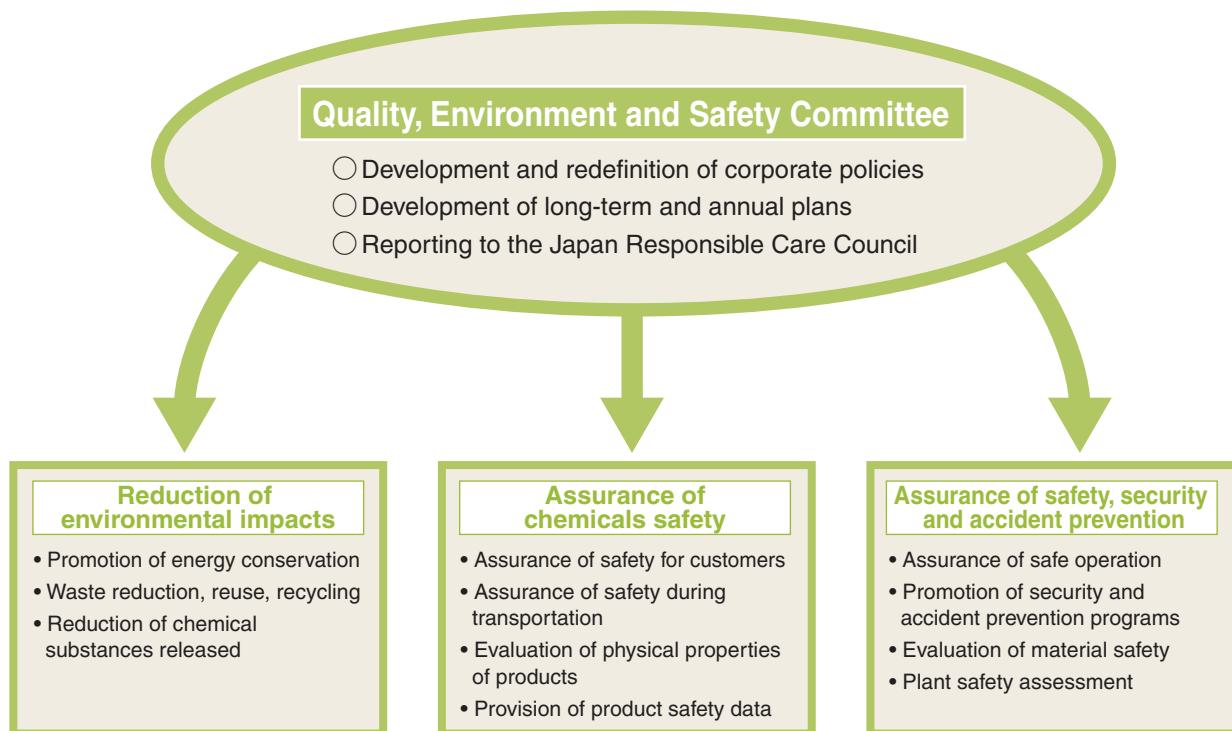 Quality, Environment and Safety Committee
○Development and redefinition of corporate policies
○Development of long-term and annual plans
○Reporting to the Japan Responsible Care Council
Reduction of
environmental impacts
• Promotion of energy conservation
• Waste reduction, reuse, recycling
• Reduction of chemical
substances released
Assurance of
chemicals safety
• Assurance of safety for customers
• Assurance of safety during
transportation
• Evaluation of physical properties
of products
• Provision of product safety data
Assurance of safety, security
and accident prevention
• Assurance of safe operation
• Promotion of security and
accident prevention programs
• Evaluation of material safety
• Plant safety assessment